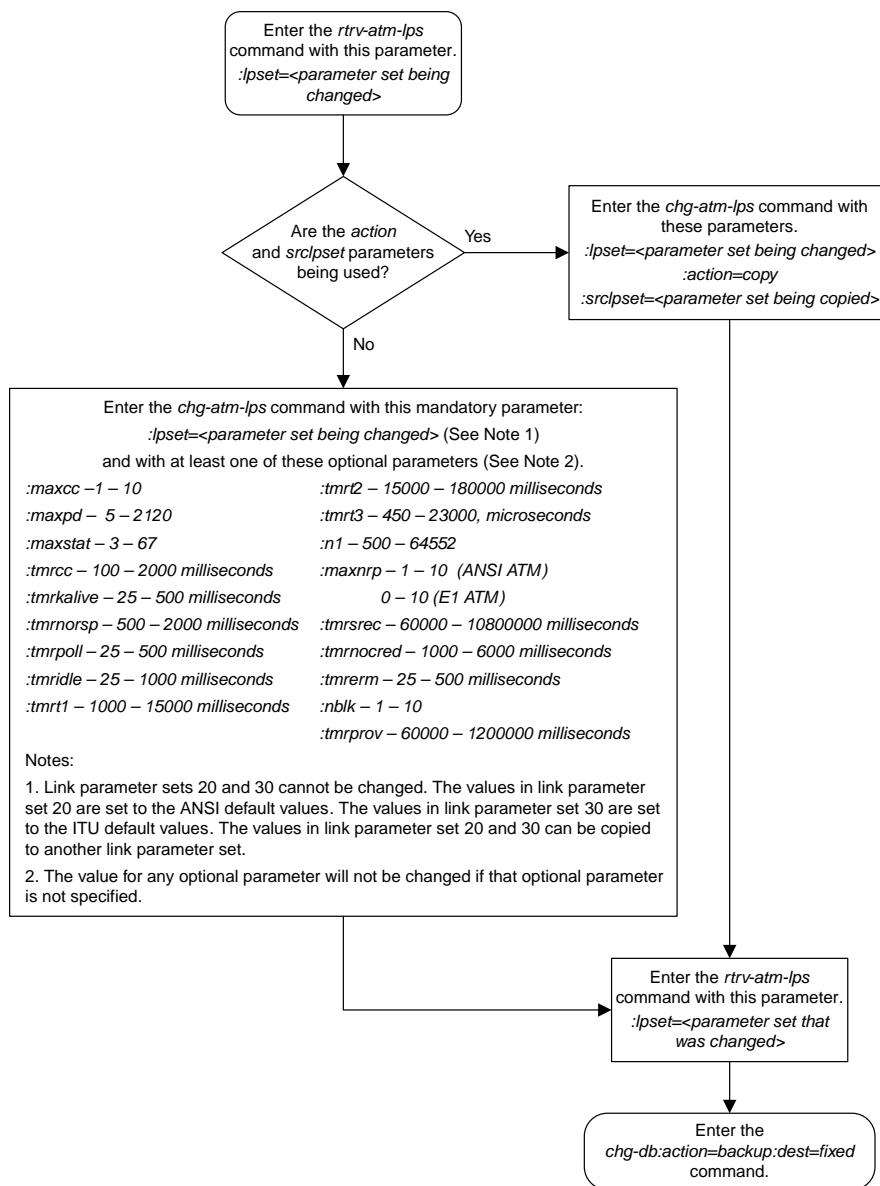 Enter the rtrv-atm-lps
command with this parameter.
:lpset=<parameter set being
changed>
Are the action
and srclpset parameters
being used?
Yes
No
Enter the chg-atm-lps command with
these parameters.
:lpset=<parameter set being changed>
:action=copy
:srclpset=<parameter set being copied>
Enter the chg-atm-lps command with this mandatory parameter:
:lpset=<parameter set being changed> (See Note 1)
and with at least one of these optional parameters (See Note 2).
:maxcc –1 – 10
:maxpd – 5 – 2120
:maxstat – 3 – 67
:tmrcc – 100 – 2000 milliseconds
:tmrkalive – 25 – 500 milliseconds
:tmrnorsp – 500 – 2000 milliseconds
:tmrpoll – 25 – 500 milliseconds
:tmridle – 25 – 1000 milliseconds
:tmrt1 – 1000 – 15000 milliseconds
:tmrt2 – 15000 – 180000 milliseconds
:tmrt3 – 450 – 23000, microseconds
:n1 – 500 – 64552
:maxnrp – 1 – 10 (ANSI ATM)
0 – 10 (E1 ATM)
:tmrsrec – 60000 – 10800000 milliseconds
:tmrnocred – 1000 – 6000 milliseconds
:tmrerm – 25 – 500 milliseconds
:nblk – 1 – 10
:tmrprov – 60000 – 1200000 milliseconds
Notes:
1. Link parameter sets 20 and 30 cannot be changed. The values in link parameter
set 20 are set to the ANSI default values. The values in link parameter set 30 are set
to the ITU default values. The values in link parameter set 20 and 30 can be copied
to another link parameter set.
2. The value for any optional parameter will not be changed if that optional parameter
is not specified.
Enter the rtrv-atm-lps
command with this parameter.
:lpset=<parameter set that
was changed>
Enter the
chg-db:action=backup:dest=fixed
command.